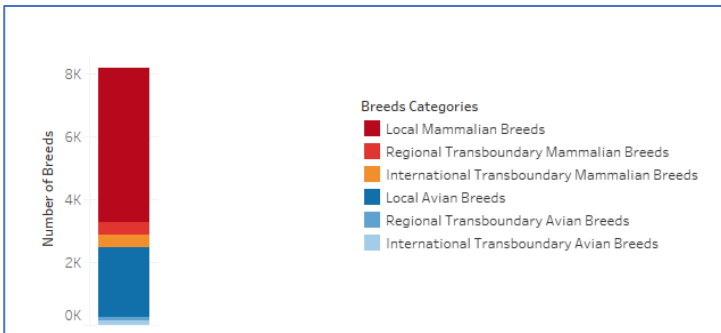 8K
6K
4K
2K
0K
Number of Breeds
Breeds Categories
Local Mammalian Breeds
Regional Transboundary Mammalian Breeds
International Transboundary Mammalian Breeds
Local Avian Breeds
Regional Transboundary Avian Breeds
International Transboundary Avian Breeds